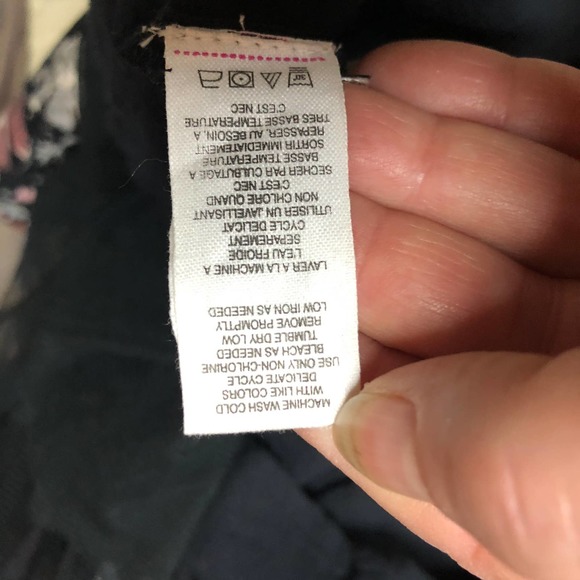 MACHINE WASH COLD
WITH LIKE COLORS
DELICATE CYCLE
USE ONLY NON-CHLORINE
BLEACH AS NEEDED
TUMBLE DRY LOW
REMOVE PROMPTLY
LOW IRON AS NEEDED
LAVER A LA MACHINE A
L'EAU FROIDE
SEPAREMENT
CYCLE DELICAT
UTILISER UN JAVELLISANT
NON CHLORE QUAND
C'EST NEC
SECHER PAR CULBUTAGE A
BASSE TEMPERATURE
SORTIR IMMEDIATEMENT
REPASSER, AU BESOIN, A
TRES BASSE TEMPERATURE
C'EST NEC
30°